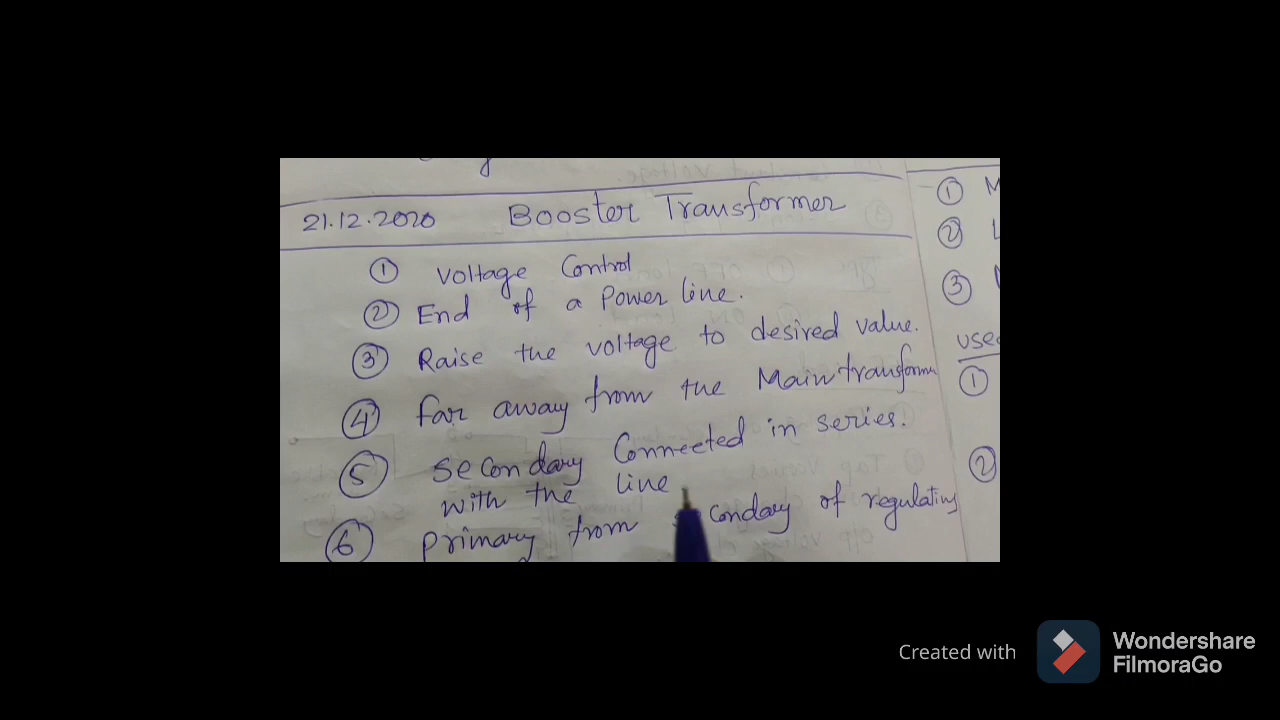 21.12.2020 Booster Transformer
① Voltage Control
② End of a Power line.
③ Raise the voltage to desired value.
④ far away from the Main transform
⑤ Secondary Connected in series.
with the line
⑥ Primary from condary of regulating
①
②
③
use
①
②
Created with Wondershare
FilmoraGo